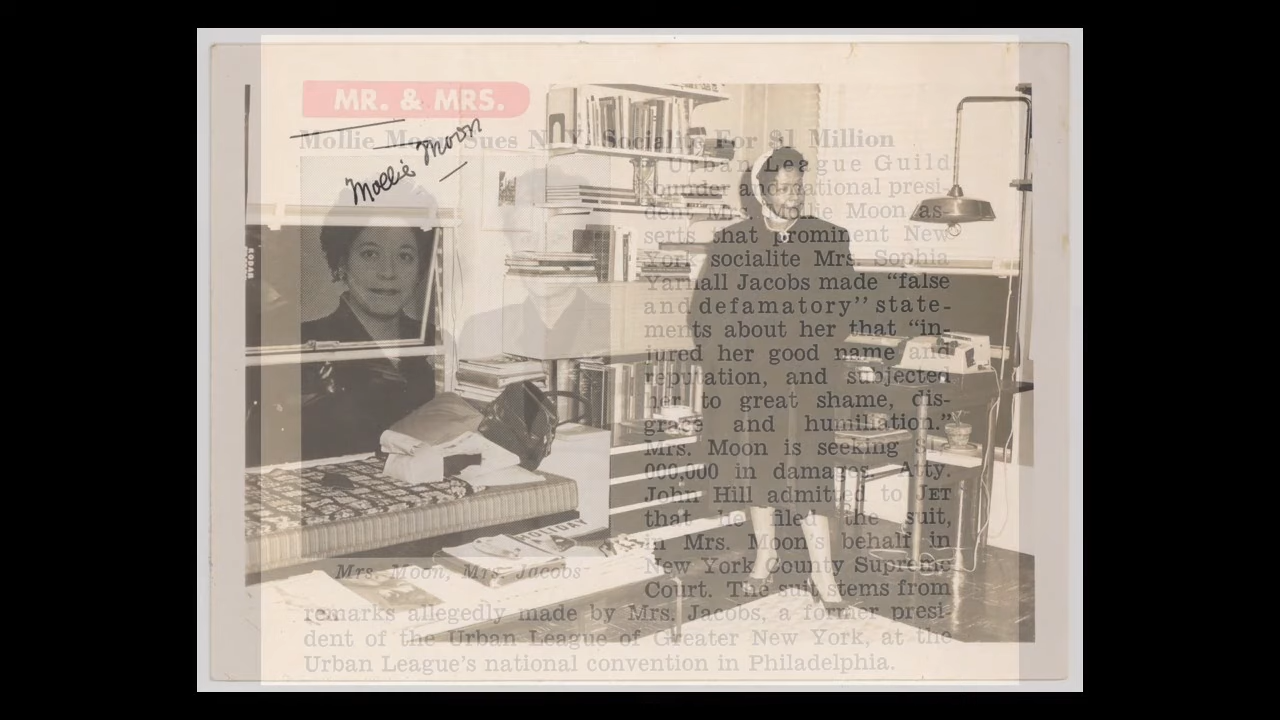 MR. & MRS.
Mollie Moon Sues N.Y. Socialite For $1 Million
Mollie Moon
Urban League Guild
founder and national presi-
dent Mrs. Mollie Moon as-
serts that prominent New
York socialite Mrs. Sophia
Yarnall Jacobs made “false
and defamatory” state-
ments about her that “in-
jured her good name and
reputation, and subjected
her to great shame, dis-
grace and humiliation.”
Mrs. Moon is seeking
000,000 in damages. Atty.
John Hill admitted to JET
that he filed the suit,
in Mrs. Moon’s behalf in
New York County Supreme
Court. The suit stems from
HOLIDAY
Mrs. Moon, Mrs. Jacobs
remarks allegedly made by Mrs. Jacobs, a former presi-
dent of the Urban League of Greater New York, at the
Urban League’s national convention in Philadelphia.